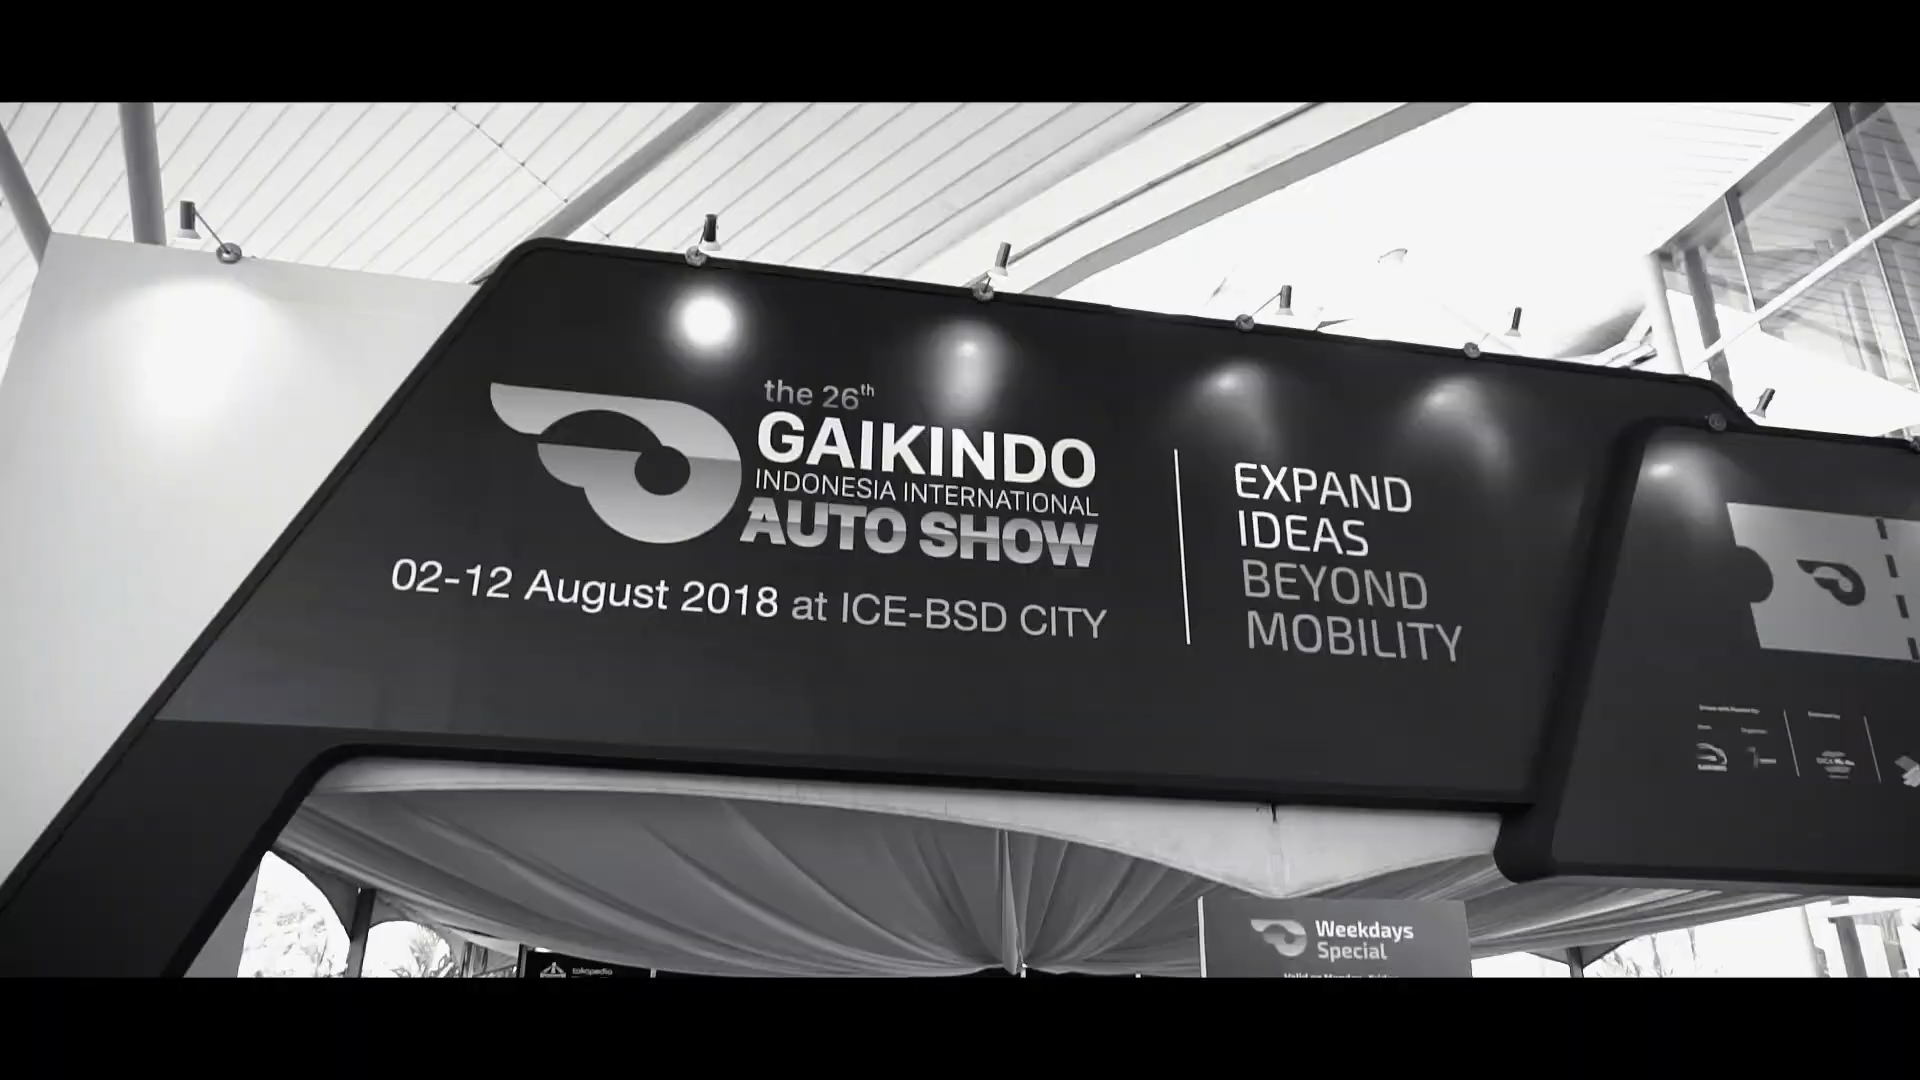 the 26th
GAIKINDO
INDONESIA INTERNATIONAL
AUTO SHOW
02-12 August 2018 at ICE-BSD CITY
EXPAND
IDEAS
BEYOND
MOBILITY
tokopedia
Weekdays
Special